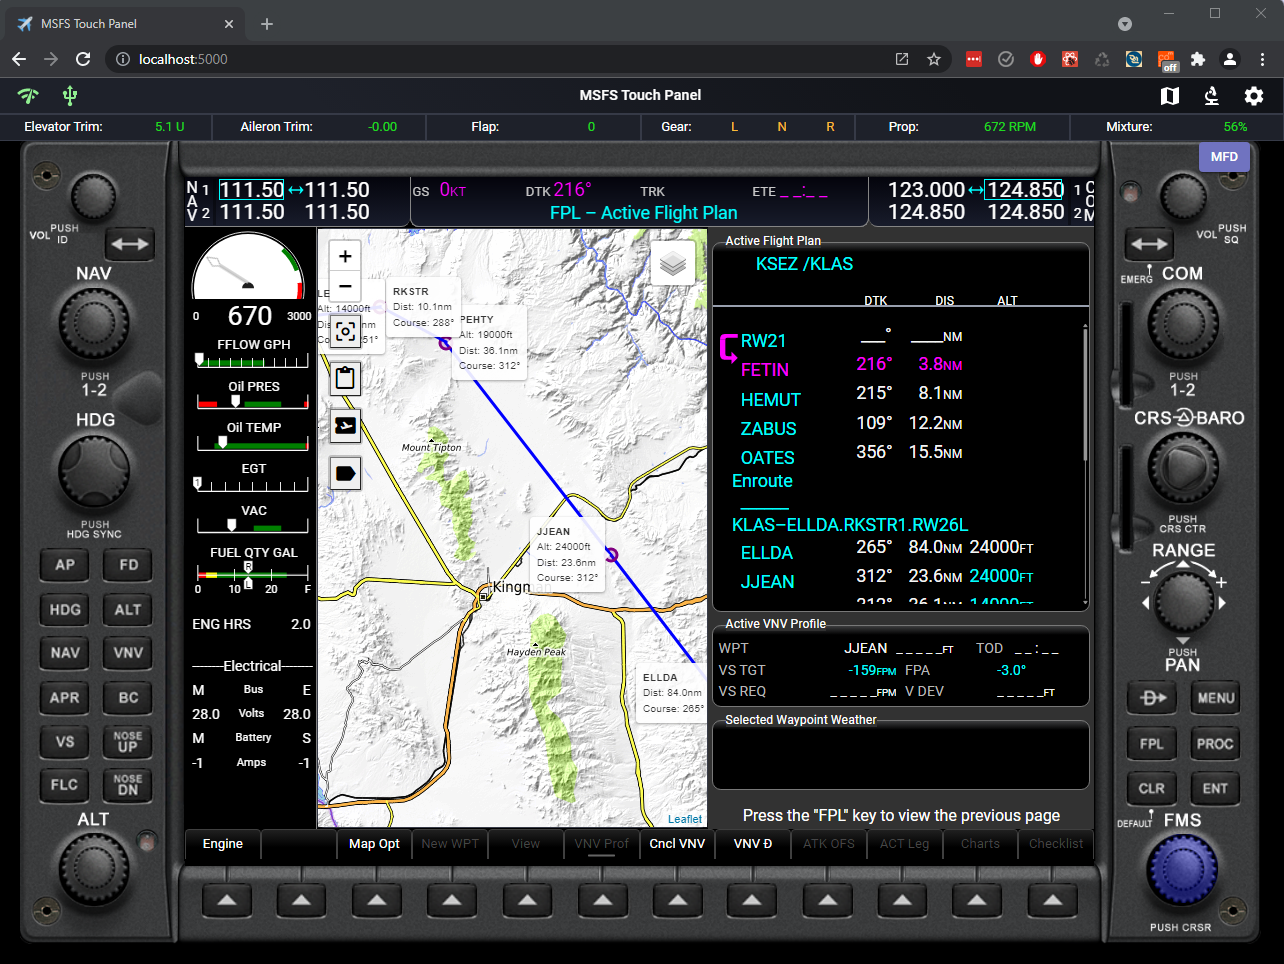 MSFS Touch Panel
localhost:5000
off
MSFS Touch Panel
Elevator Trim: 5.1 U Aileron Trim: -0.00 Flap: 0 Gear: L N R Prop: 672 RPM Mixture: 56%
MFD
NAV 1 111.50 ↔ 111.50
2 111.50 111.50
GS 0KT DTK 216° TRK ETE _ _:_ _
FPL – Active Flight Plan
123.000 ↔ 124.850 1 COM
124.850 124.850 2
VOL PUSH ID
NAV
PUSH 1-2
HDG
PUSH HDG SYNC
AP FD
HDG ALT
NAV VNV
APR BC
VS NOSE UP
FLC NOSE DN
ALT
670
0 3000
FFLOW GPH
Oil PRES
Oil TEMP
EGT
1
VAC
FUEL QTY GAL
R
L
0 10 20 F
ENG HRS 2.0
Electrical
M Bus E
28.0 Volts 28.0
M Battery S
-1 Amps -1
+
−
LE
Alt: 14000ft
Dis
251°
RKSTR
Dist: 10.1nm
Course: 288°
PEHTY
Alt: 19000ft
Dist: 36.1nm
Course: 312°
Mount Tipton
JJEAN
Alt: 24000ft
Dist: 23.6nm
Course: 312°
Kingm
Hayden Peak
ELLDA
Dist: 84.0nm
Course: 265°
Leaflet
Active Flight Plan
KSEZ /KLAS
DTK DIS ALT
RW21 ___° ____NM
FETIN 216° 3.8NM
HEMUT 215° 8.1NM
ZABUS 109° 12.2NM
OATES 356° 15.5NM
Enroute
______
KLAS–ELLDA.RKSTR1.RW26L
ELLDA 265° 84.0NM 24000FT
JJEAN 312° 23.6NM 24000FT
312° 36.1NM 14000FT
Active VNV Profile
WPT JJEAN _ _ _ _ _FT TOD _ _:_ _
VS TGT -159FPM FPA -3.0°
VS REQ _ _ _ _ _FPM V DEV _ _ _ _ _FT
Selected Waypoint Weather
Press the "FPL" key to view the previous page
Engine Map Opt New WPT View VNV Prof Cncl VNV VNV Đ ATK OFS ACT Leg Charts Checklist
VOL PUSH SQ
EMERG
COM
PUSH 1-2
CRS BARO
PUSH CRS CTR
RANGE
− +
PUSH
PAN
D MENU
FPL PROC
CLR ENT
DEFAULT FMS
PUSH CRSR